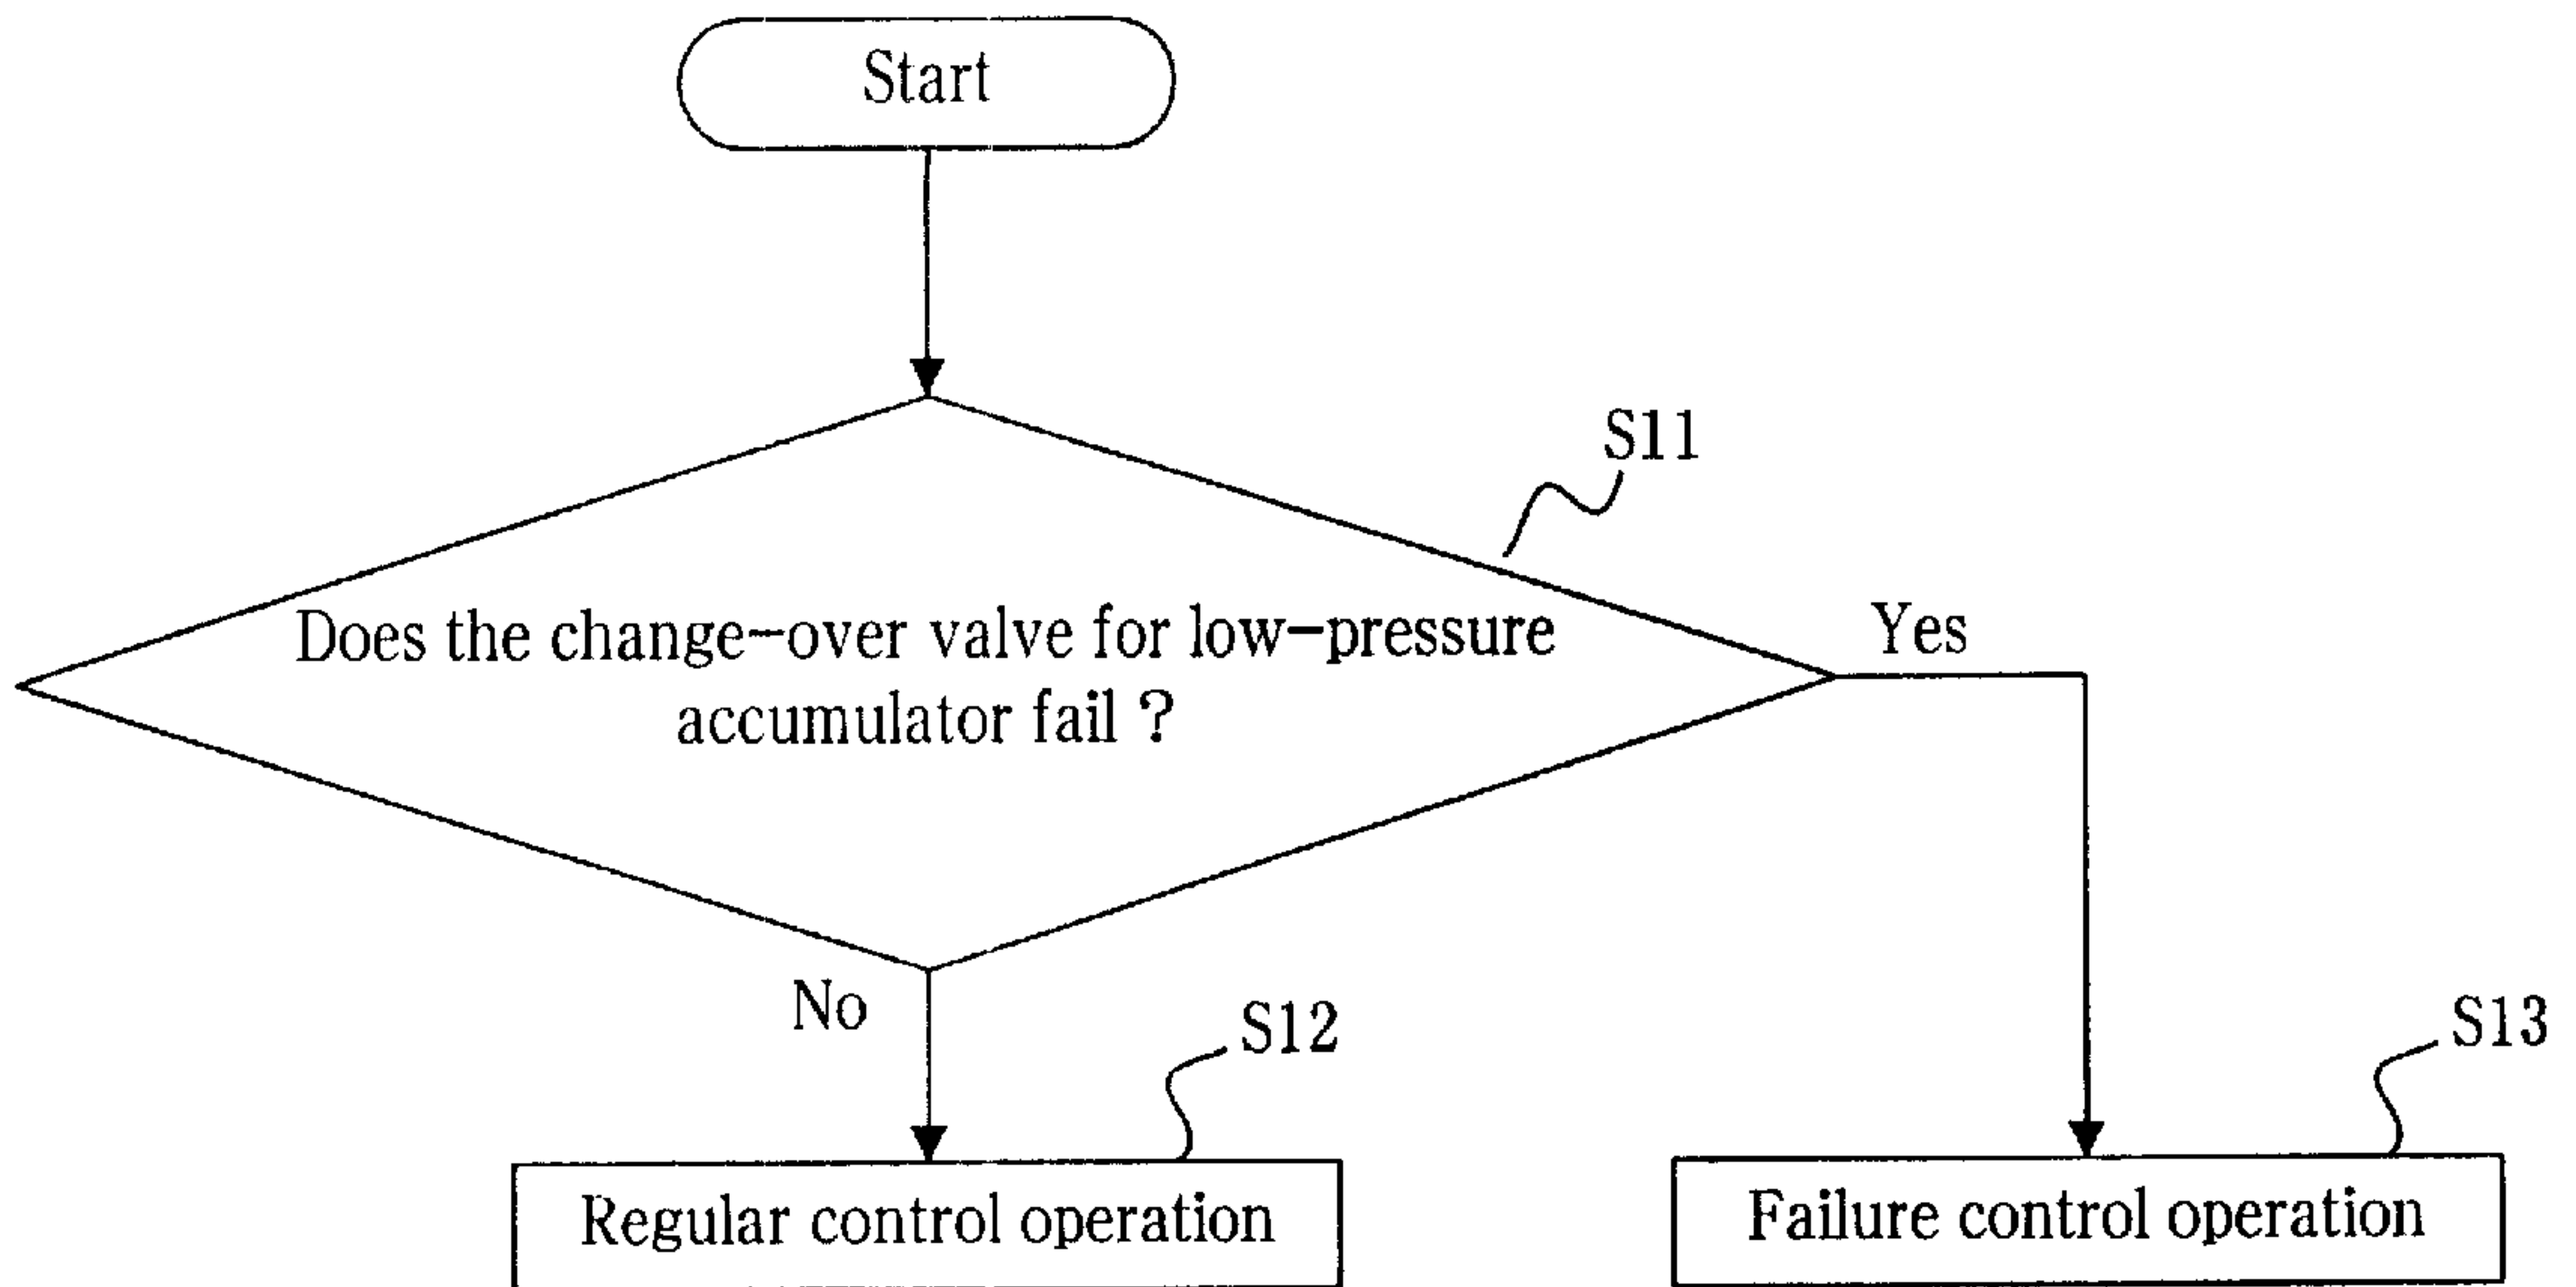 Start
S11
Does the change-over valve for low-pressure
accumulator fail ?
Yes
No
S12
S13
Regular control operation
Failure control operation